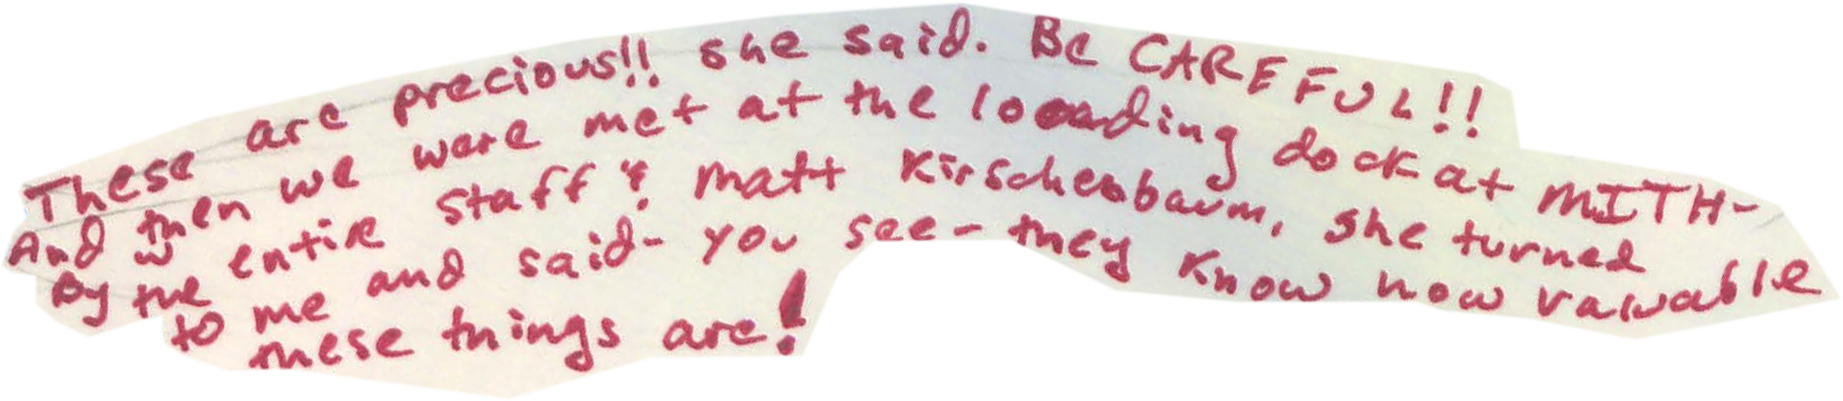 These are precious!! she said. Be CAREFUL!!
And then we were met at the loading dock at MITH-
by the entire staff & Matt Kirschenbaum, she turned
to me and said- you see- they know how valuable
these things are!